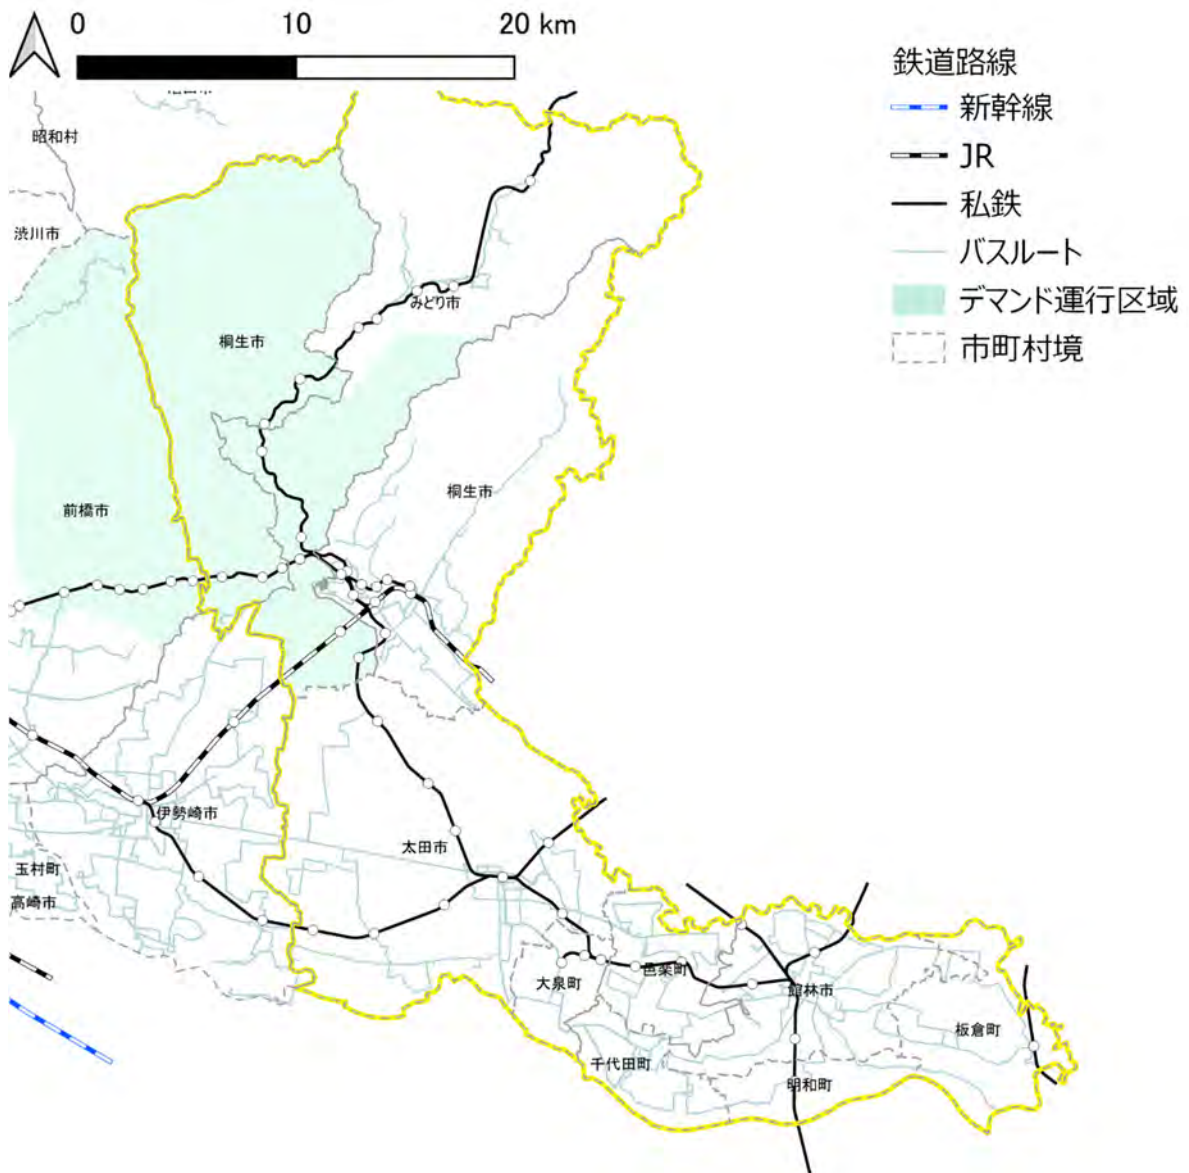 0 10 20 km
鉄道路線
新幹線
JR
私鉄
バスルート
デマンド運行区域
市町村境
昭和村
渋川市
みどり市
桐生市
桐生市
前橋市
伊勢崎市
太田市
玉村町
高崎市
大泉町
邑楽町
館林市
板倉町
千代田町
明和町